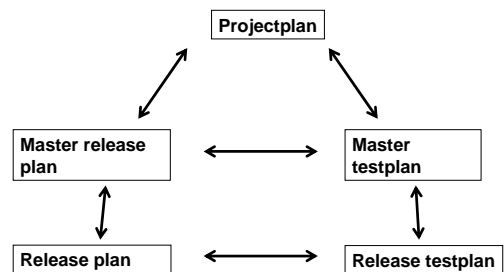 Projectplan
Master release
plan
Master
testplan
Release plan
Release testplan